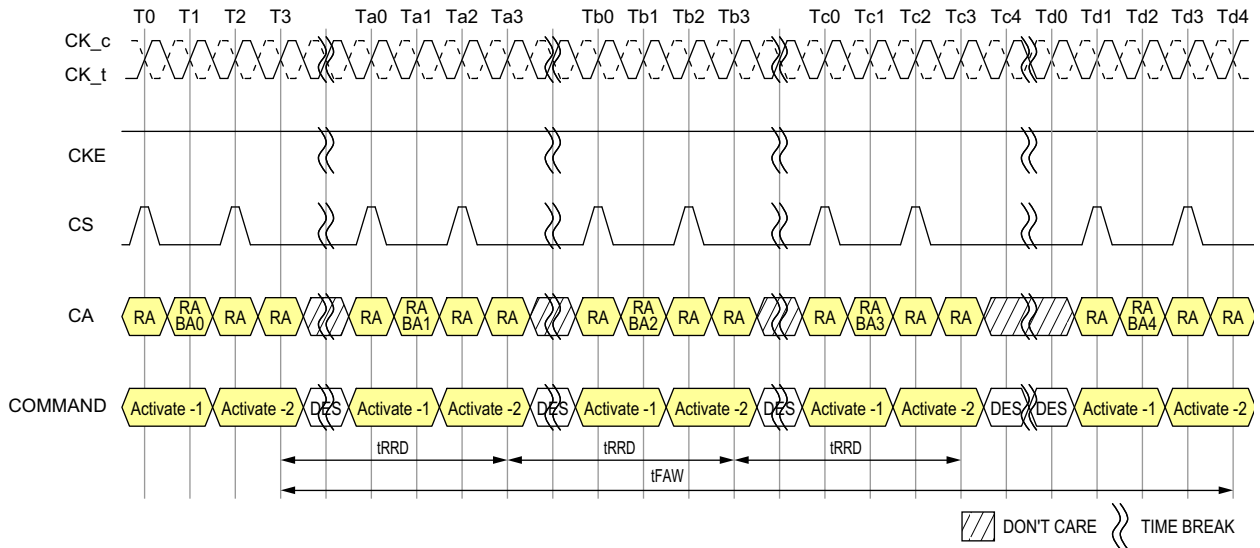 T0 T1 T2 T3 Ta0 Ta1 Ta2 Ta3 Tb0 Tb1 Tb2 Tb3 Tc0 Tc1 Tc2 Tc3 Tc4 Td0 Td1 Td2 Td3 Td4
CK_c
CK_t
CKE
CS
CA RA RA BA0 RA RA RA RA BA1 RA RA RA RA BA2 RA RA RA RA BA3 RA RA RA RA BA4 RA RA
COMMAND Activate -1 Activate -2 DES Activate -1 Activate -2 DES Activate -1 Activate -2 DES Activate -1 Activate -2 DES DES Activate -1 Activate -2
tRRD tRRD tRRD
tFAW
DON'T CARE TIME BREAK